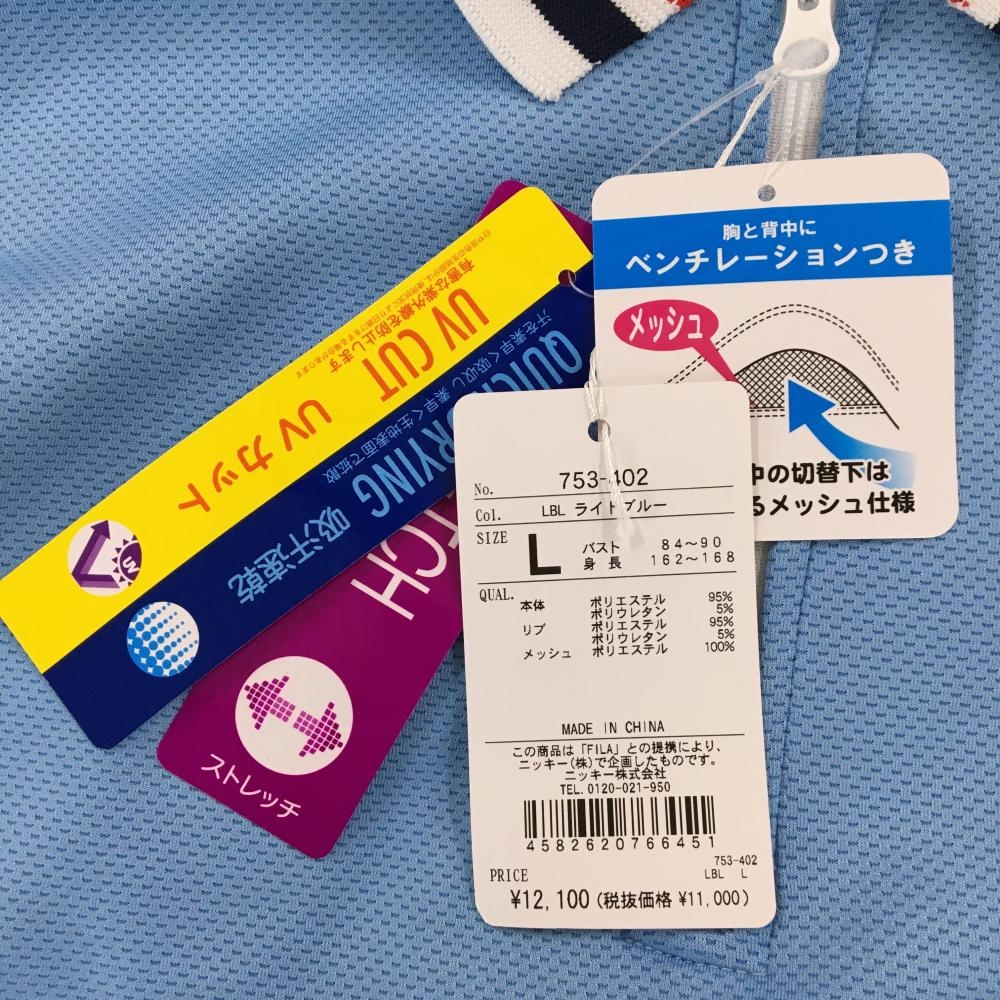 胸と背中に
ベンチレーションつき
メッシュ
中の切替下は
るメッシュ仕様
UV CUT UVカット
有害な紫外線を防止します
QUICK DRYING 吸汗速乾
汗を素早く吸収し素早く生地表面で拡散
UV
TCH
ストレッチ
No. 753-402
Col. LBL ライトブルー
SIZE L バスト 84~90
身長 162~168
QUAL. 本体 ポリエステル 95%
ポリウレタン 5%
リブ ポリエステル 95%
ポリウレタン 5%
メッシュ ポリエステル 100%
MADE IN CHINA
この商品は「FILA」との提携により、
ニッキー(株)で企画したものです。
ニッキー株式会社
TEL.0120-021-950
4582620766451
753-402
LBL L
PRICE
¥12,100 (税抜価格 ¥11,000)